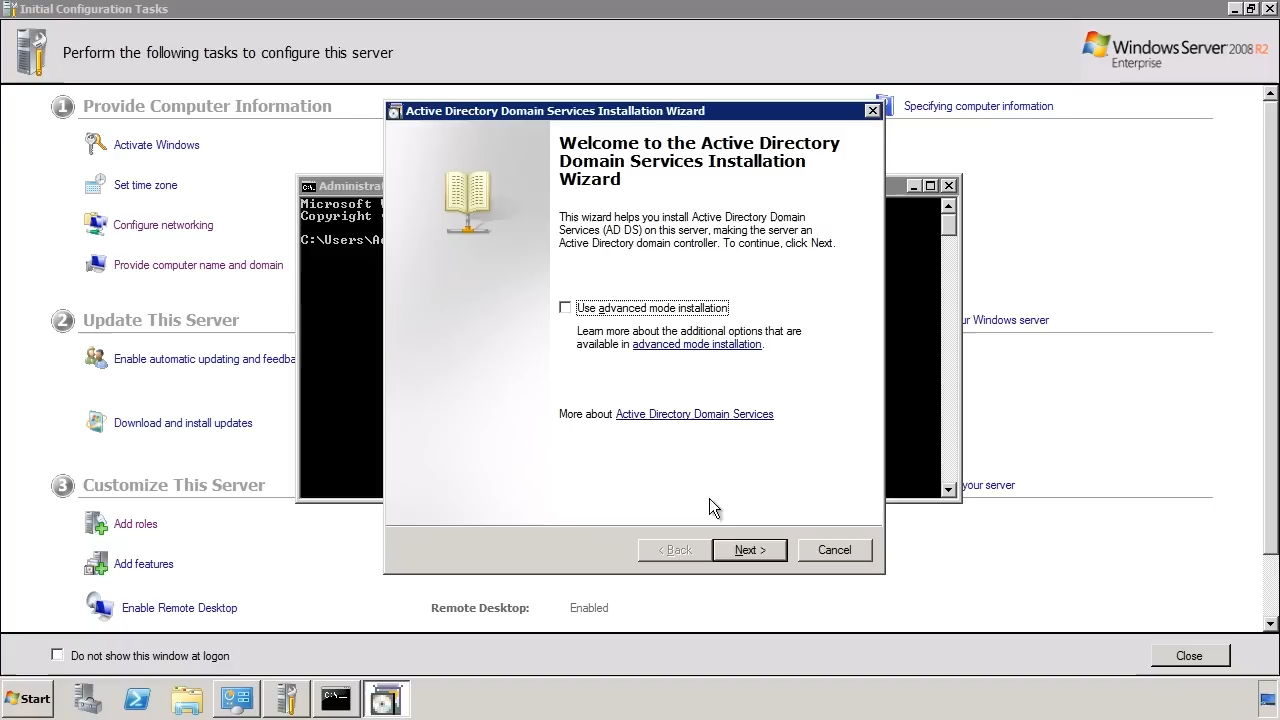 Initial Configuration Tasks
Perform the following tasks to configure this server
Windows Server 2008 R2
Enterprise
1 Provide Computer Information
Specifying computer information
Activate Windows
Set time zone
Configure networking
Provide computer name and domain
2 Update This Server
ur Windows server
Enable automatic updating and feedba
Download and install updates
3 Customize This Server
your server
Add roles
Add features
Enable Remote Desktop
Remote Desktop: Enabled
Do not show this window at logon
Close
Administra
Microsoft
Copyright
C:\Users\A
Active Directory Domain Services Installation Wizard
Welcome to the Active Directory
Domain Services Installation
Wizard
This wizard helps you install Active Directory Domain
Services (AD DS) on this server, making the server an
Active Directory domain controller. To continue, click Next.
Use advanced mode installation
Learn more about the additional options that are
available in advanced mode installation.
More about Active Directory Domain Services
< Back Next > Cancel
Start